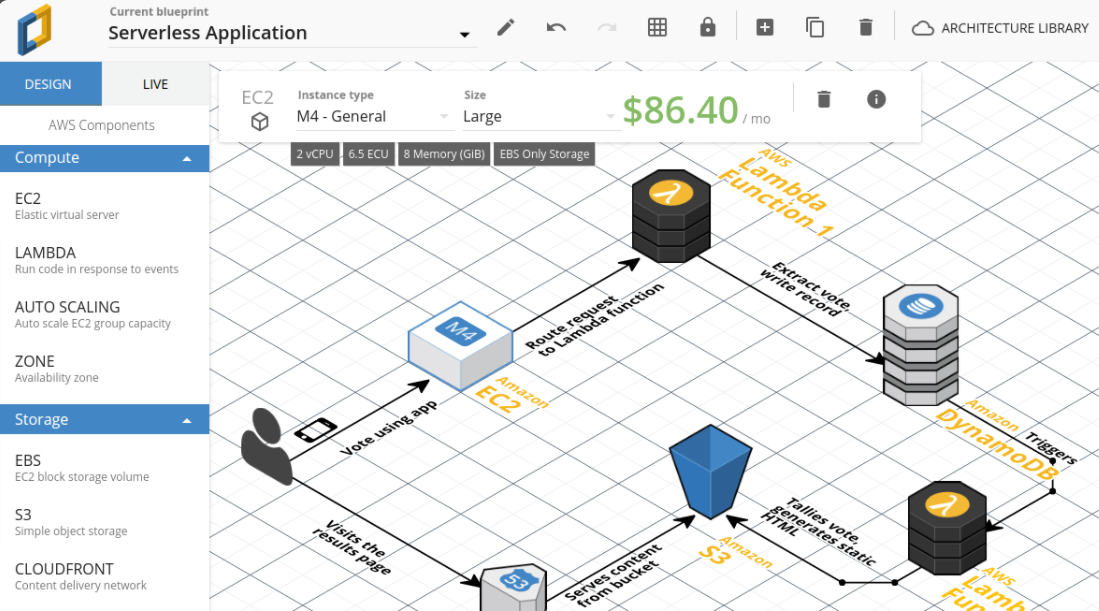 Current blueprint
Serverless Application
ARCHITECTURE LIBRARY
DESIGN
LIVE
AWS Components
Compute
EC2
Elastic virtual server
LAMBDA
Run code in response to events
AUTO SCALING
Auto scale EC2 group capacity
ZONE
Availability zone
Storage
EBS
EC2 block storage volume
S3
Simple object storage
CLOUDFRONT
Content delivery network
EC2
Instance type
M4 - General
Size
Large
$86.40 / mo
2 vCPU
6.5 ECU
8 Memory (GiB)
EBS Only Storage
AWS
Lambda
Function 1
Extract vote,
write record
Route request
to Lambda function
M4
Amazon
EC2
Vote using app
Amazon
DynamoDB
Triggers
Tallies vote,
generates static
HTML
Amazon
S3
Visits the
results page
53
Serves content
from bucket
AWS